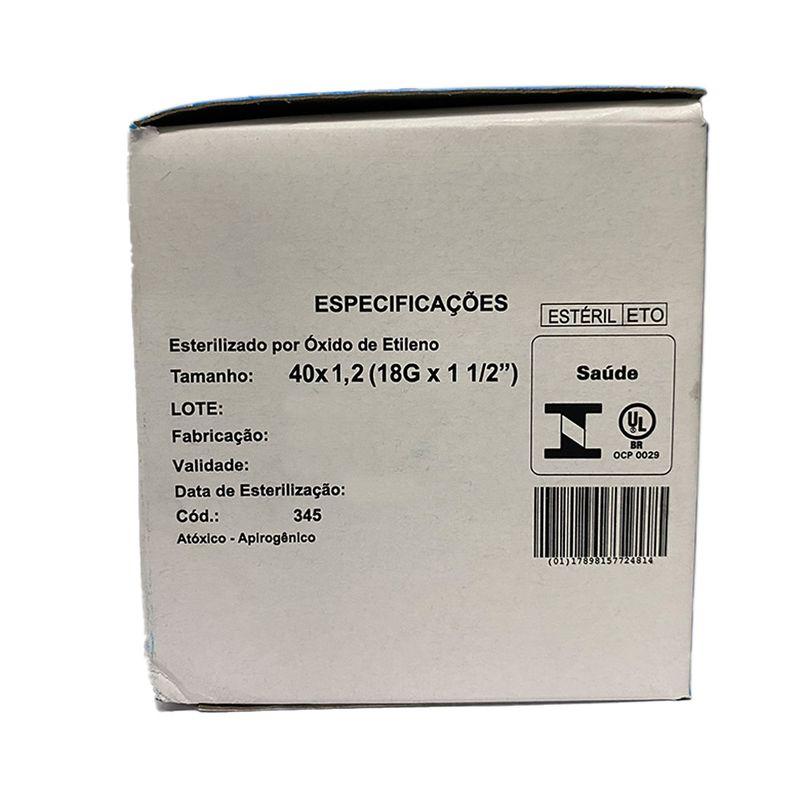 ESPECIFICAÇÕES
ESTÉRIL ETO
Esterilizado por Óxido de Etileno
Tamanho: 40x1,2 (18G x 1 1/2”)
LOTE:
Fabricação:
Validade:
Data de Esterilização:
Cód.: 345
Atóxico - Apirogênico
Saúde
UL
®
BR
OCP 0029
(01)17898157724814